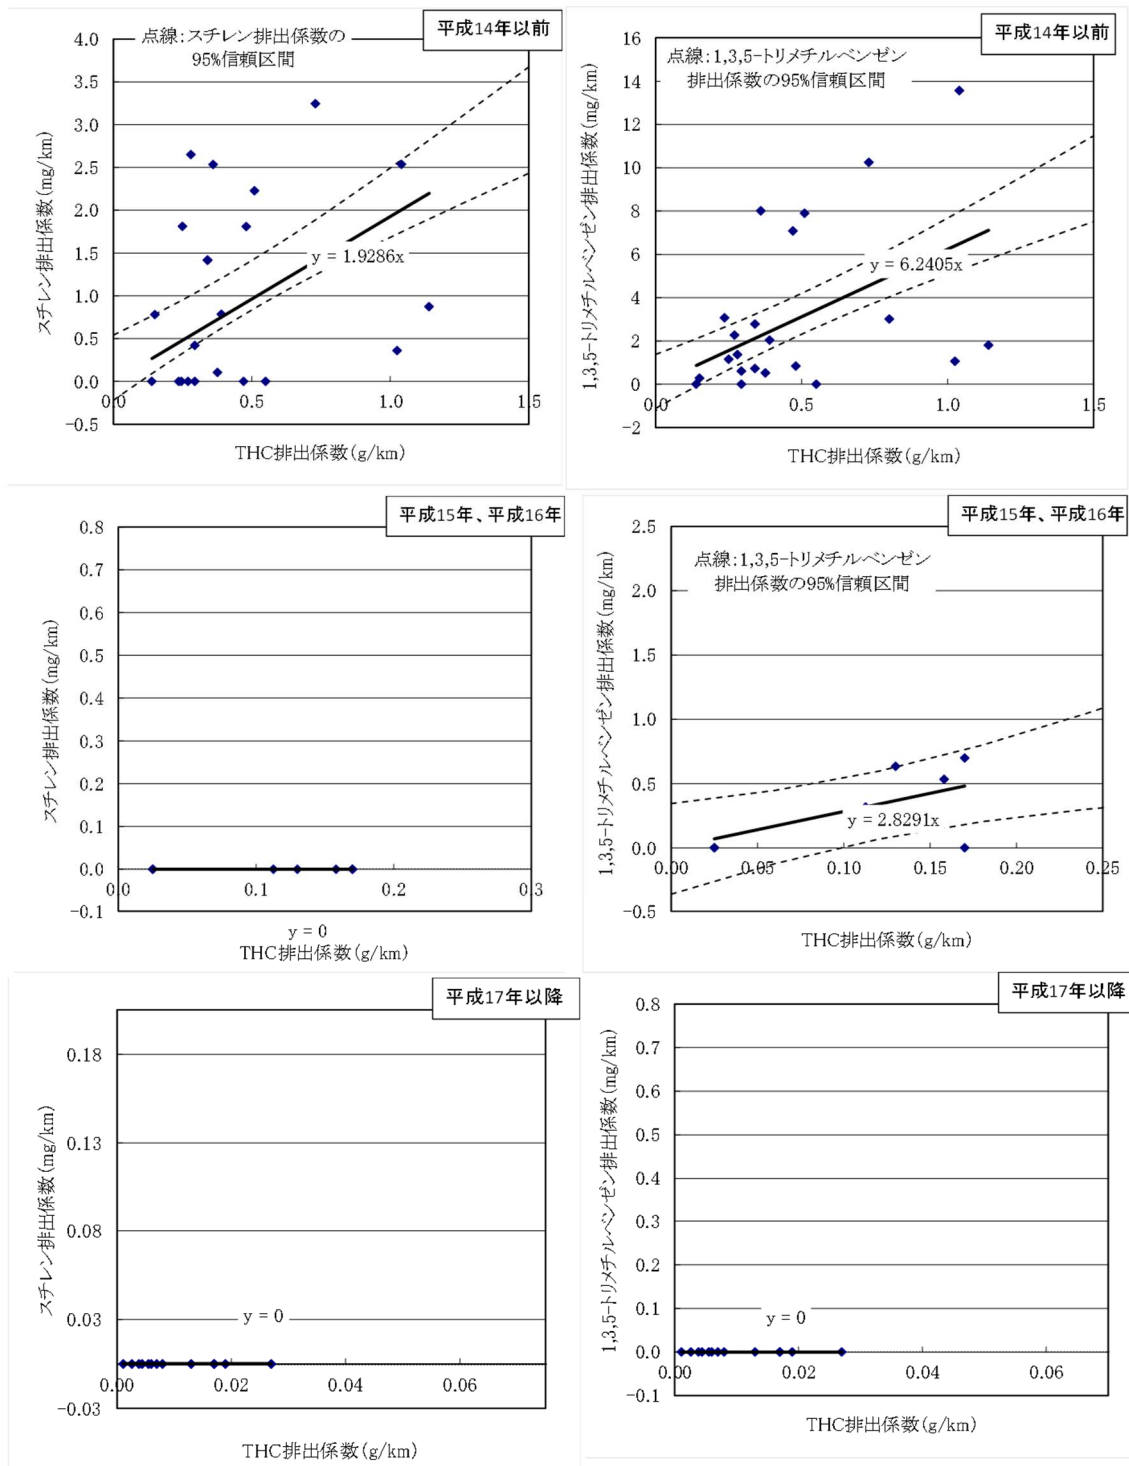 平成14年以前
点線:スチレン排出係数の
95%信頼区間
スチレン排出係数(mg/km)
4.0
3.5
3.0
2.5
2.0
1.5
1.0
0.5
0.0
−0.5
y = 1.9286x
0.0 0.5 1.0 1.5
THC排出係数(g/km)
平成14年以前
点線:1,3,5-トリメチルベンゼン
排出係数の95%信頼区間
1,3,5-トリメチルベンゼン排出係数(mg/km)
16
14
12
10
8
6
4
2
0
−2
y = 6.2405x
0.0 0.5 1.0 1.5
THC排出係数(g/km)
平成15年、平成16年
スチレン排出係数(mg/km)
0.8
0.7
0.6
0.5
0.4
0.3
0.2
0.1
0.0
−0.1
0.0 0.1 0.2 0.3
y = 0
THC排出係数(g/km)
平成15年、平成16年
点線:1,3,5-トリメチルベンゼン
排出係数の95%信頼区間
1,3,5-トリメチルベンゼン排出係数(mg/km)
2.5
2.0
1.5
1.0
0.5
0.0
−0.5
y = 2.8291x
0.00 0.05 0.10 0.15 0.20 0.25
THC排出係数(g/km)
平成17年以降
スチレン排出係数(mg/km)
0.18
0.13
0.08
0.03
−0.03
y = 0
0.00 0.02 0.04 0.06
THC排出係数(g/km)
平成17年以降
1,3,5-トリメチルベンゼン排出係数(mg/km)
0.8
0.7
0.6
0.5
0.4
0.3
0.2
0.1
0.0
−0.1
y = 0
0.00 0.02 0.04 0.06
THC排出係数(g/km)